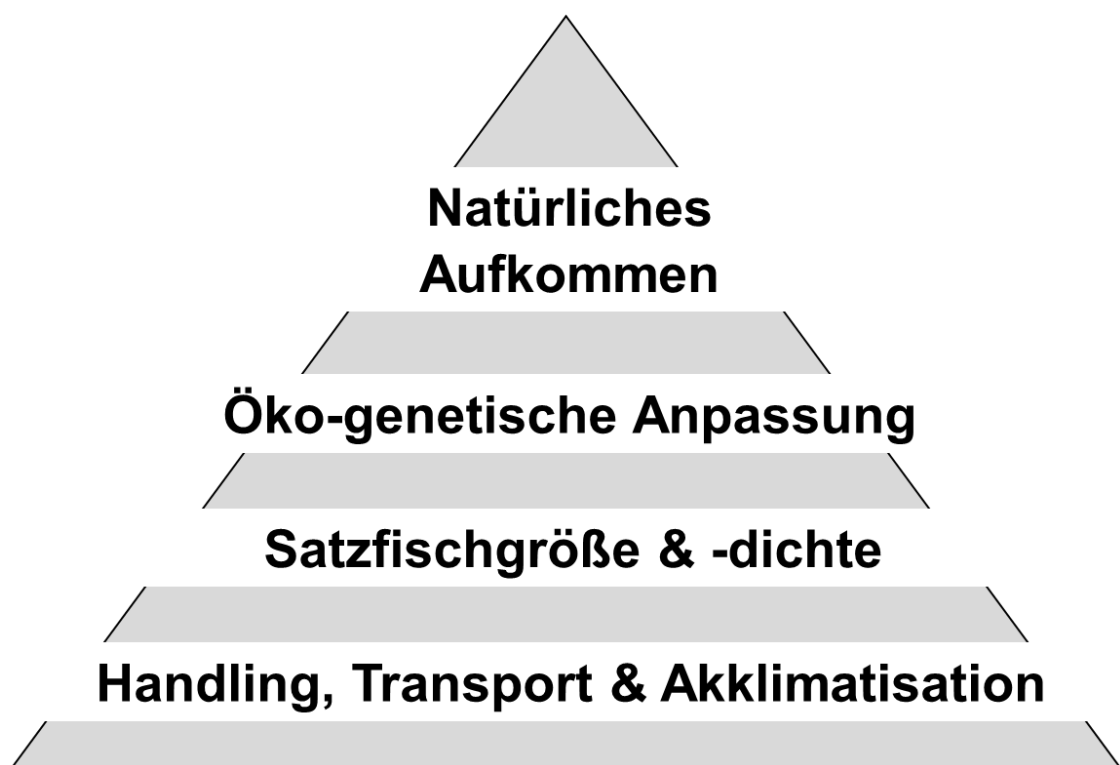 Natürliches
Aufkommen
Öko-genetische Anpassung
Satzfischgröße & -dichte
Handling, Transport & Akklimatisation